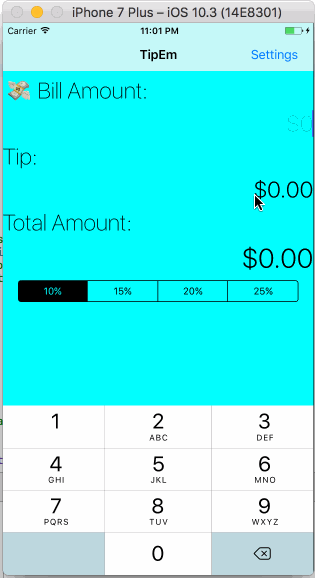 iPhone 7 Plus – iOS 10.3 (14E8301)
Carrier 11:01 PM
TipEm Settings
💸 Bill Amount:
$0
Tip:
$0.00
Total Amount:
$0.00
10% 15% 20% 25%
1 2 3
ABC DEF
4 5 6
GHI JKL MNO
7 8 9
PQRS TUV WXYZ
0